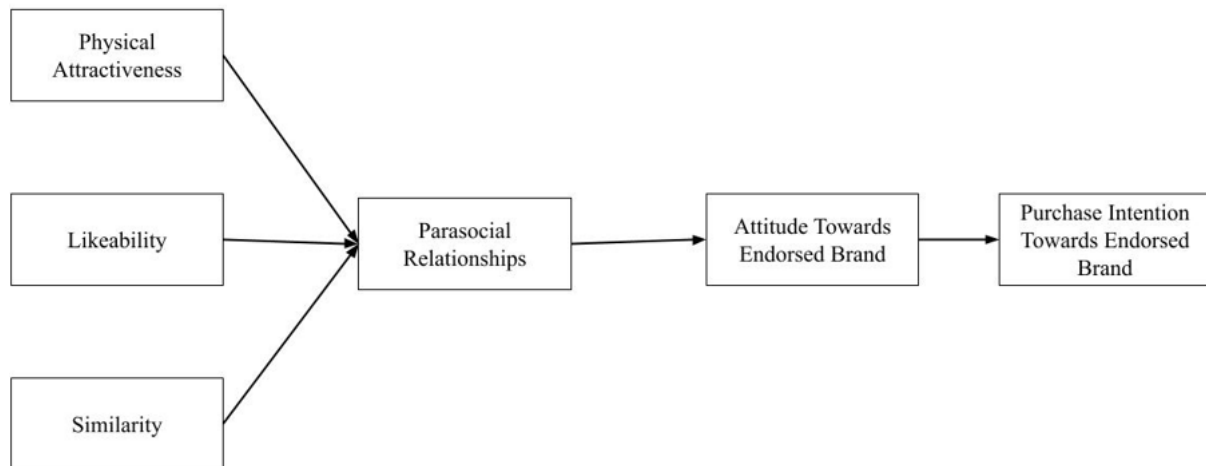 Physical
Attractiveness
Likeability
Similarity
Parasocial
Relationships
Attitude Towards
Endorsed Brand
Purchase Intention
Towards Endorsed
Brand